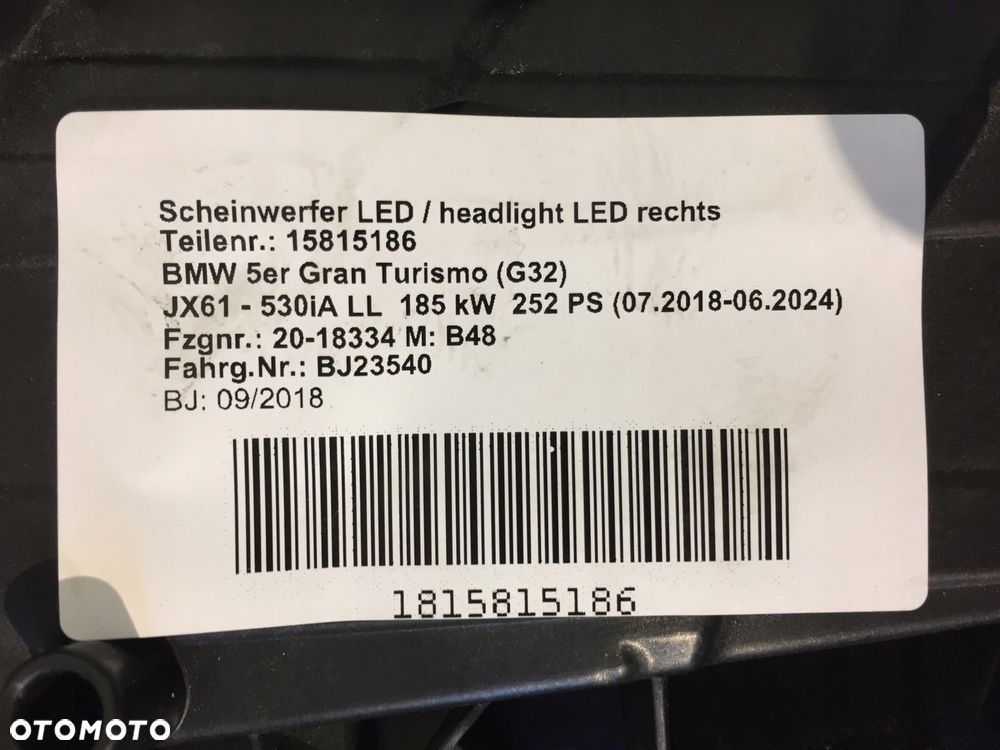 Scheinwerfer LED / headlight LED rechts
Teilenr.: 15815186
BMW 5er Gran Turismo (G32)
JX61 - 530iA LL 185 kW 252 PS (07.2018-06.2024)
Fzgnr.: 20-18334 M: B48
Fahrg.Nr.: BJ23540
BJ: 09/2018
1815815186
OTOMOTO